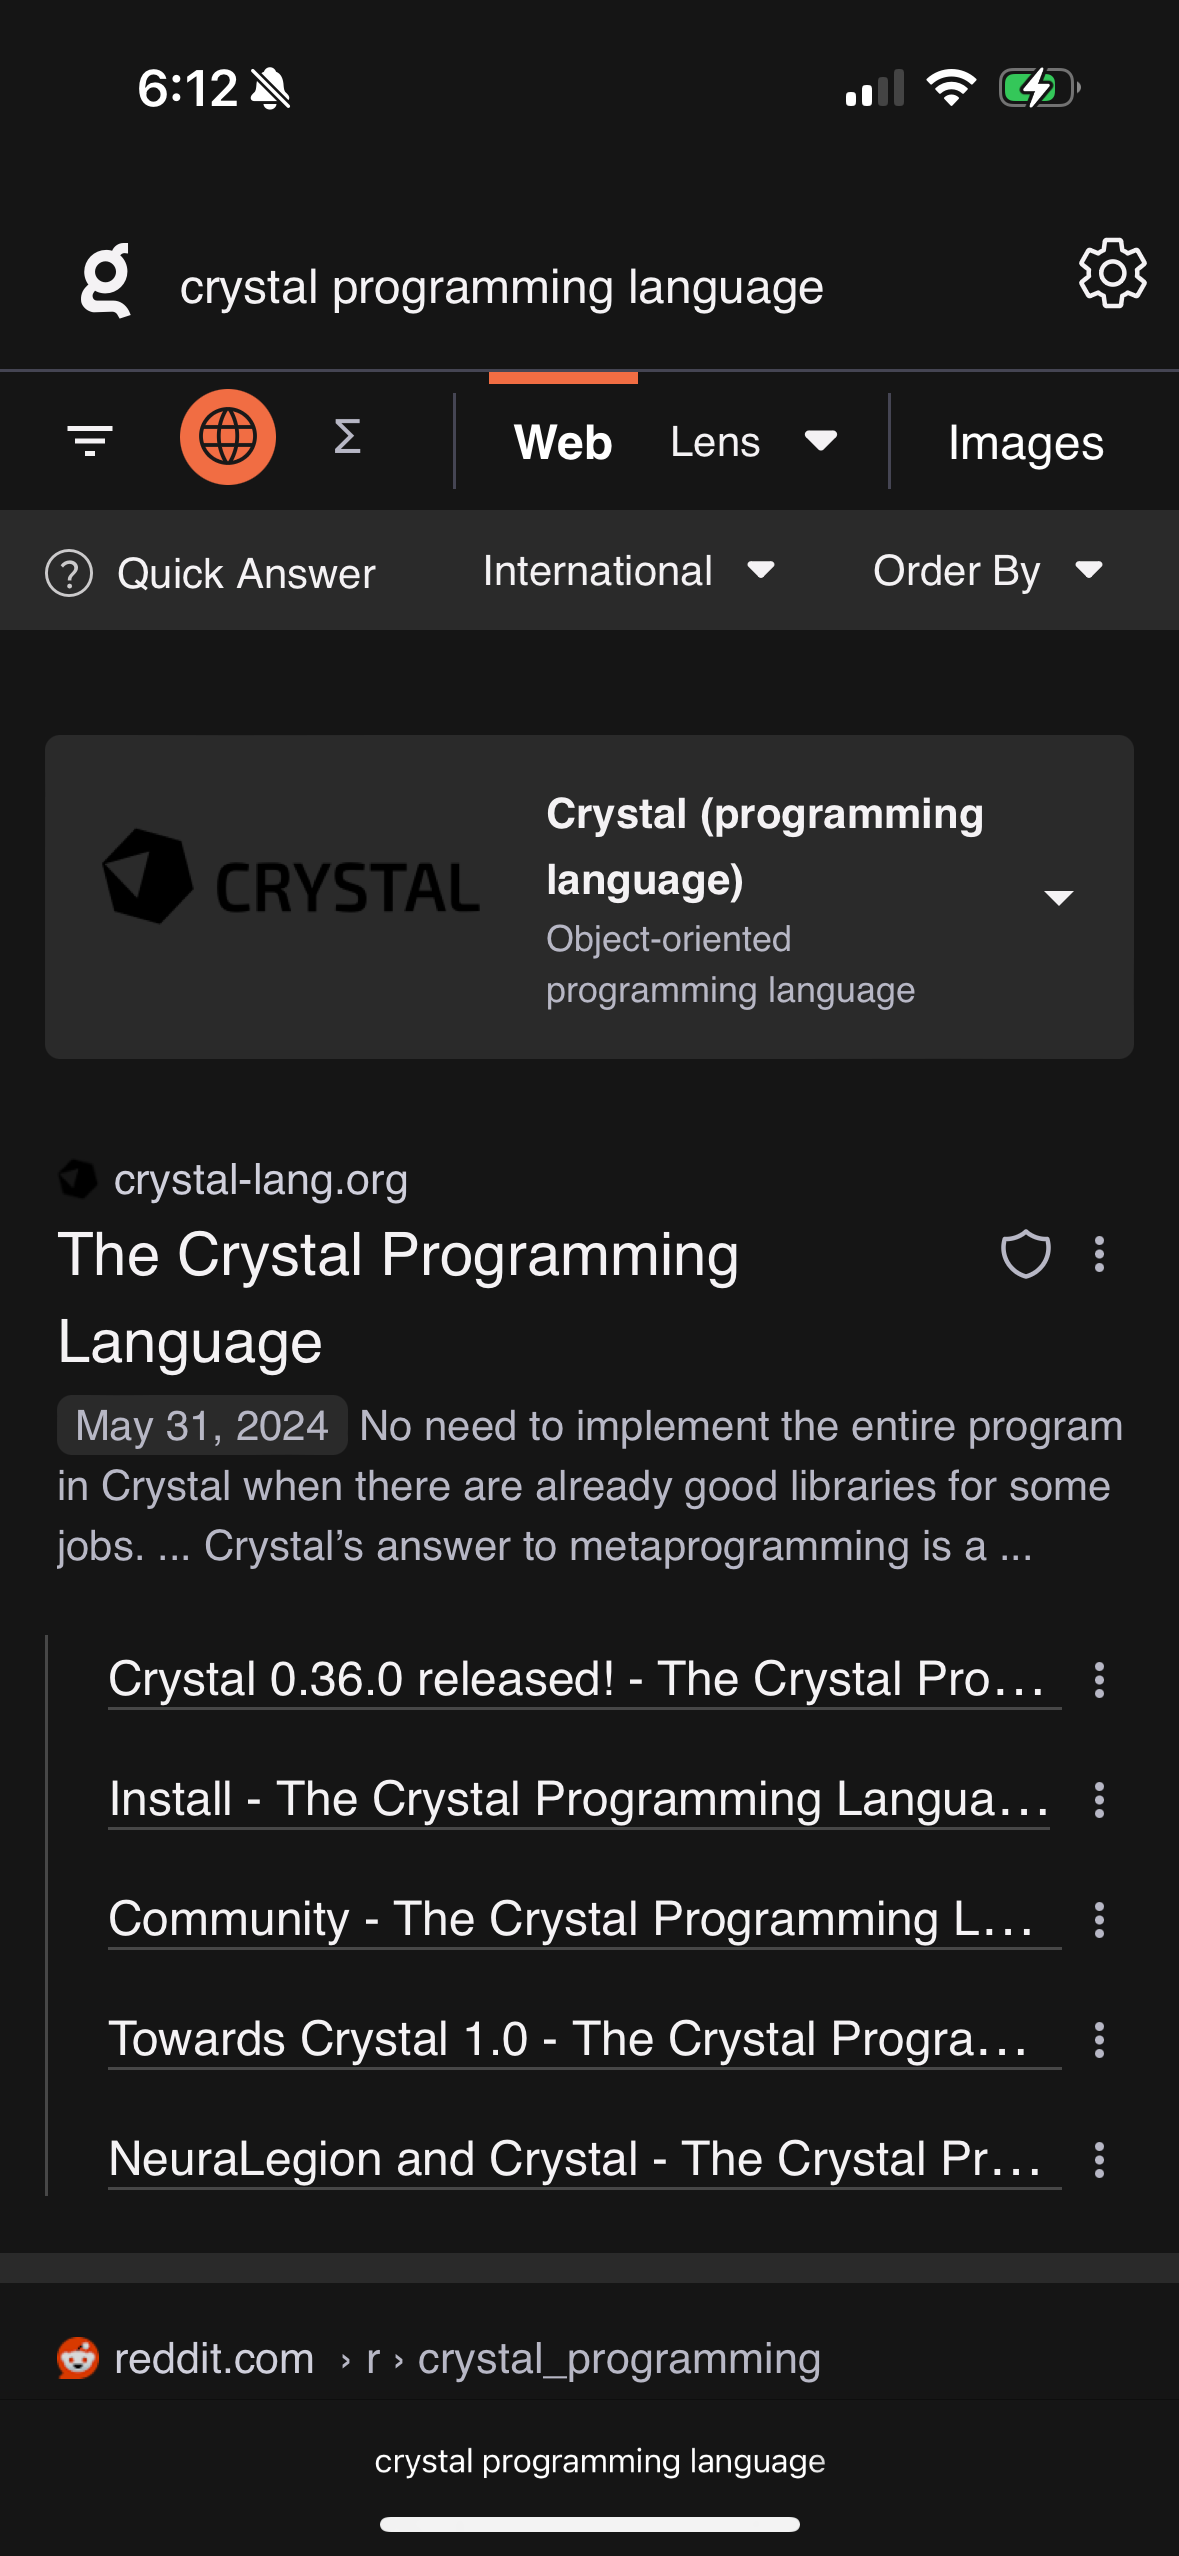 6:12
crystal programming language
Σ Web Lens Images
Quick Answer International Order By
CRYSTAL
Crystal (programming
language)
Object-oriented
programming language
crystal-lang.org
The Crystal Programming
Language
May 31, 2024 No need to implement the entire program
in Crystal when there are already good libraries for some
jobs. ... Crystal’s answer to metaprogramming is a ...
Crystal 0.36.0 released! - The Crystal Pro...
Install - The Crystal Programming Langua...
Community - The Crystal Programming L...
Towards Crystal 1.0 - The Crystal Progra...
NeuraLegion and Crystal - The Crystal Pr...
reddit.com › r › crystal_programming
crystal programming language